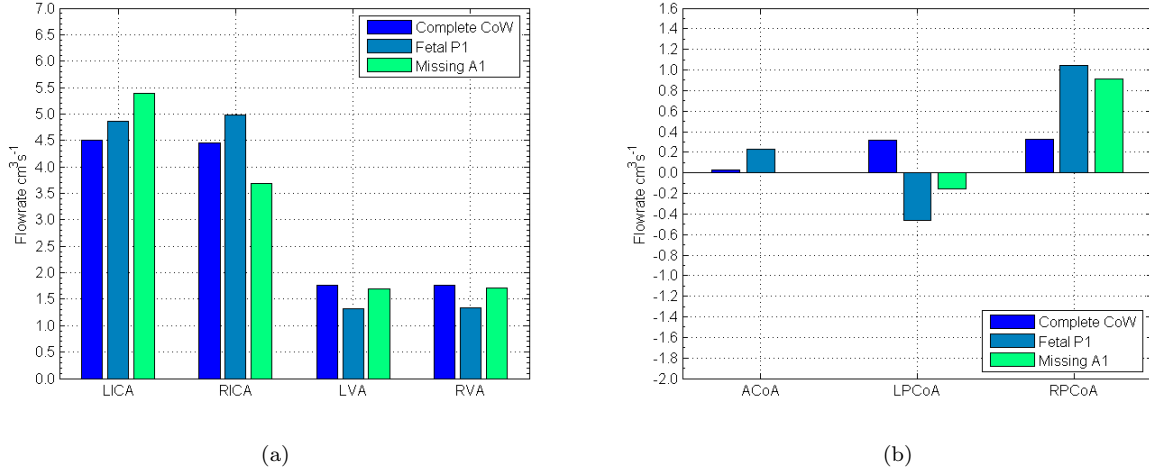 7.0
6.5
6.0
5.5
5.0
4.5
4.0
3.5
3.0
2.5
2.0
1.5
1.0
0.5
0.0
Flowrate cm³s⁻¹
Complete CoW
Fetal P1
Missing A1
LICA
RICA
LVA
RVA
(a)
1.6
1.4
1.2
1.0
0.8
0.6
0.4
0.2
0.0
-0.2
-0.4
-0.6
-0.8
-1.0
-1.2
-1.4
-1.6
-1.8
-2.0
Flowrate cm³s⁻¹
Complete CoW
Fetal P1
Missing A1
ACoA
LPCoA
RPCoA
(b)